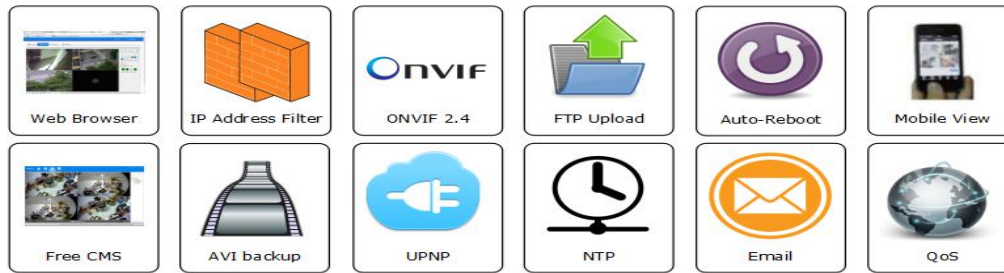 ONVIF
Web Browser
IP Address Filter
ONVIF 2.4
FTP Upload
Auto-Reboot
Mobile View
Free CMS
AVI backup
UPNP
NTP
Email
QoS